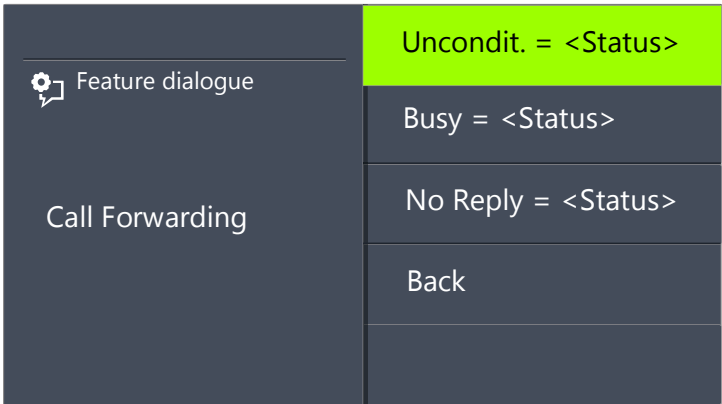 Feature dialogue
Call Forwarding
Uncondit. = <Status>
Busy = <Status>
No Reply = <Status>
Back